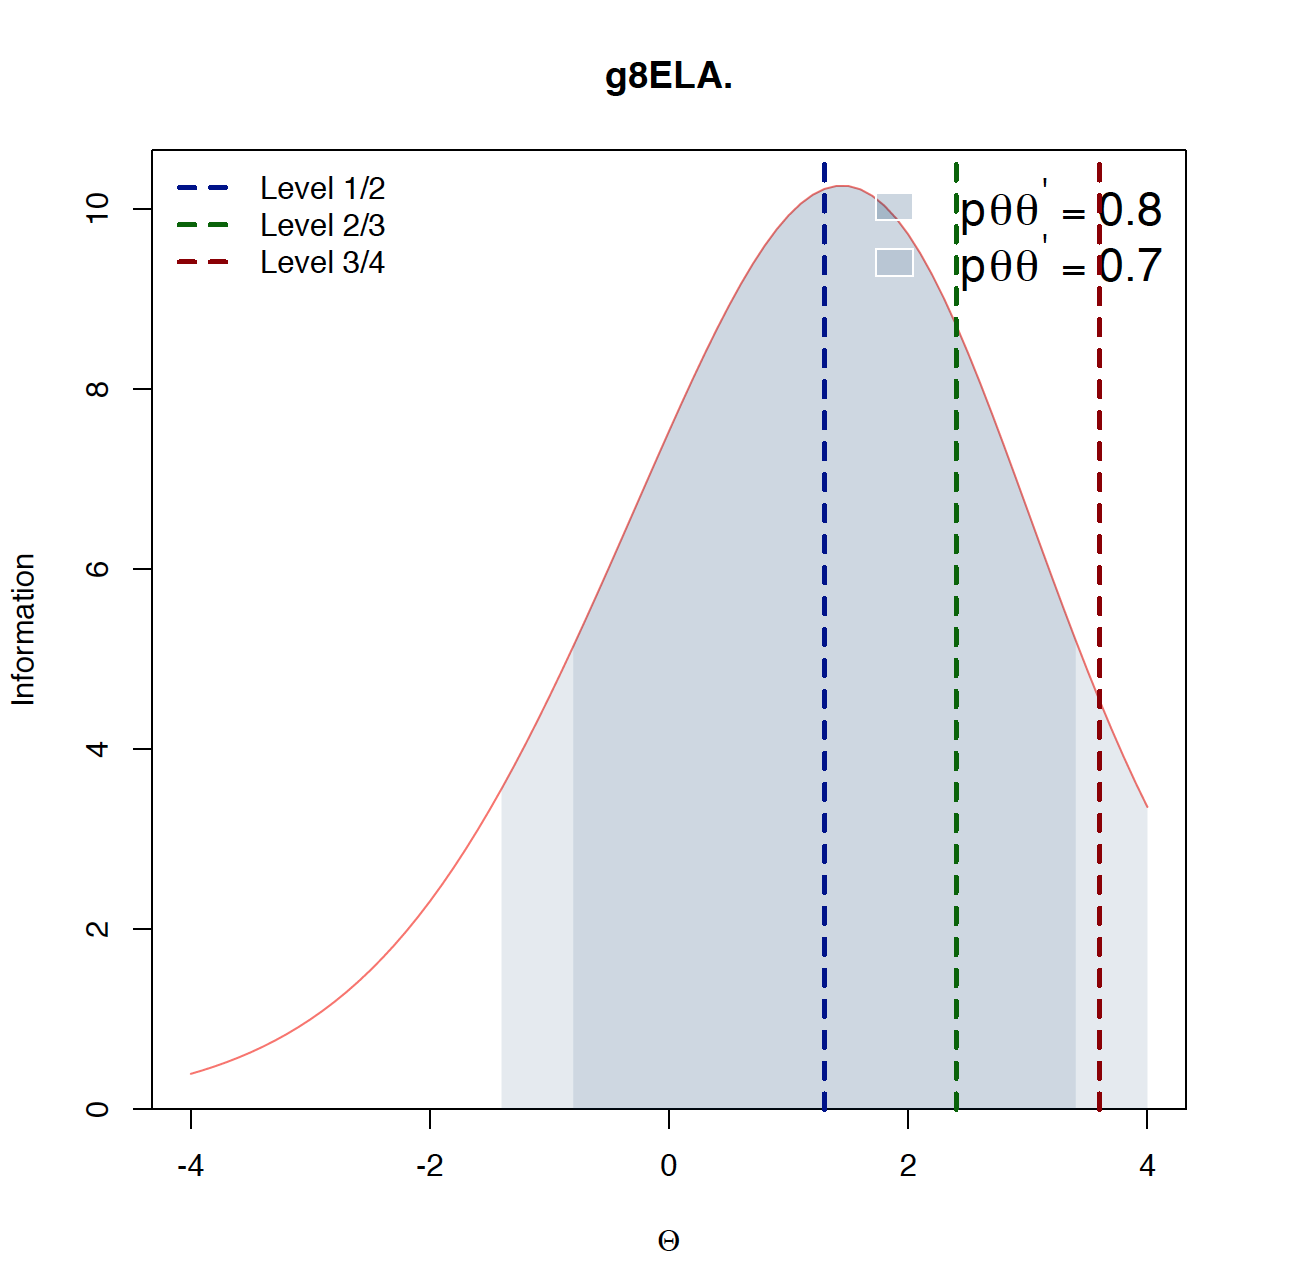 g8ELA.
Level 1/2
Level 2/3
Level 3/4
pθθ' = 0.8
pθθ' = 0.7
Information
10
8
6
4
2
0
-4 -2 0 2 4
Θ